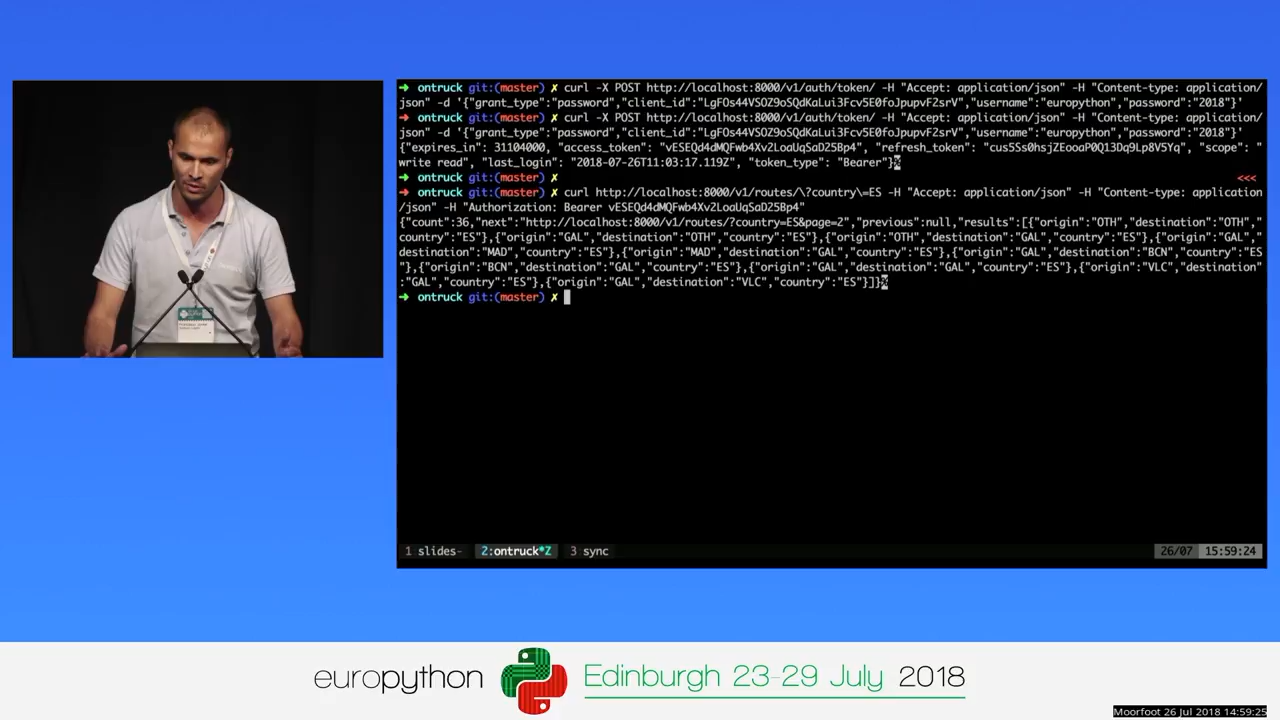 ➜ ontruck git:(master) ✗ curl -X POST http://localhost:8000/v1/auth/token/ -H "Accept: application/json" -H "Content-type: application/
json" -d '{"grant_type":"password","client_id":"LgFOs44VSOZ9oSQdKaLui3Fcv5E0foJpupvF2srV","username":"europython","password":"2018"}'
➜ ontruck git:(master) ✗ curl -X POST http://localhost:8000/v1/auth/token/ -H "Accept: application/json" -H "Content-type: application/
json" -d '{"grant_type":"password","client_id":"LgFOs44VSOZ9oSQdKaLui3Fcv5E0foJpupvF2srV","username":"europython","password":"2018"}'
{"expires_in": 31104000, "access_token": "vESEQd4dMQFwb4Xv2LoaUqSaD25Bp4", "refresh_token": "cus5Ss0hsjZEooaP0Q13Dq9Lp8V5Yq", "scope": "
write read", "last_login": "2018-07-26T11:03:17.119Z", "token_type": "Bearer"}%
➜ ontruck git:(master) ✗ <<<
➜ ontruck git:(master) ✗ curl http://localhost:8000/v1/routes/\?country\=ES -H "Accept: application/json" -H "Content-type: application
/json" -H "Authorization: Bearer vESEQd4dMQFwb4Xv2LoaUqSaD25Bp4"
{"count":36,"next":"http://localhost:8000/v1/routes/?country=ES&page=2","previous":null,"results":[{"origin":"OTH","destination":"OTH","
country":"ES"},{"origin":"GAL","destination":"OTH","country":"ES"},{"origin":"OTH","destination":"GAL","country":"ES"},{"origin":"GAL","
destination":"MAD","country":"ES"},{"origin":"MAD","destination":"GAL","country":"ES"},{"origin":"GAL","destination":"BCN","country":"ES
"},{"origin":"BCN","destination":"GAL","country":"ES"},{"origin":"GAL","destination":"GAL","country":"ES"},{"origin":"VLC","destination"
:"GAL","country":"ES"},{"origin":"GAL","destination":"VLC","country":"ES"}]}%
➜ ontruck git:(master) ✗
1 slides- 2:ontruck*Z 3 sync 26/07 15:59:24
europython Edinburgh 23-29 July 2018
Moorfoot 26 Jul 2018 14:59:25